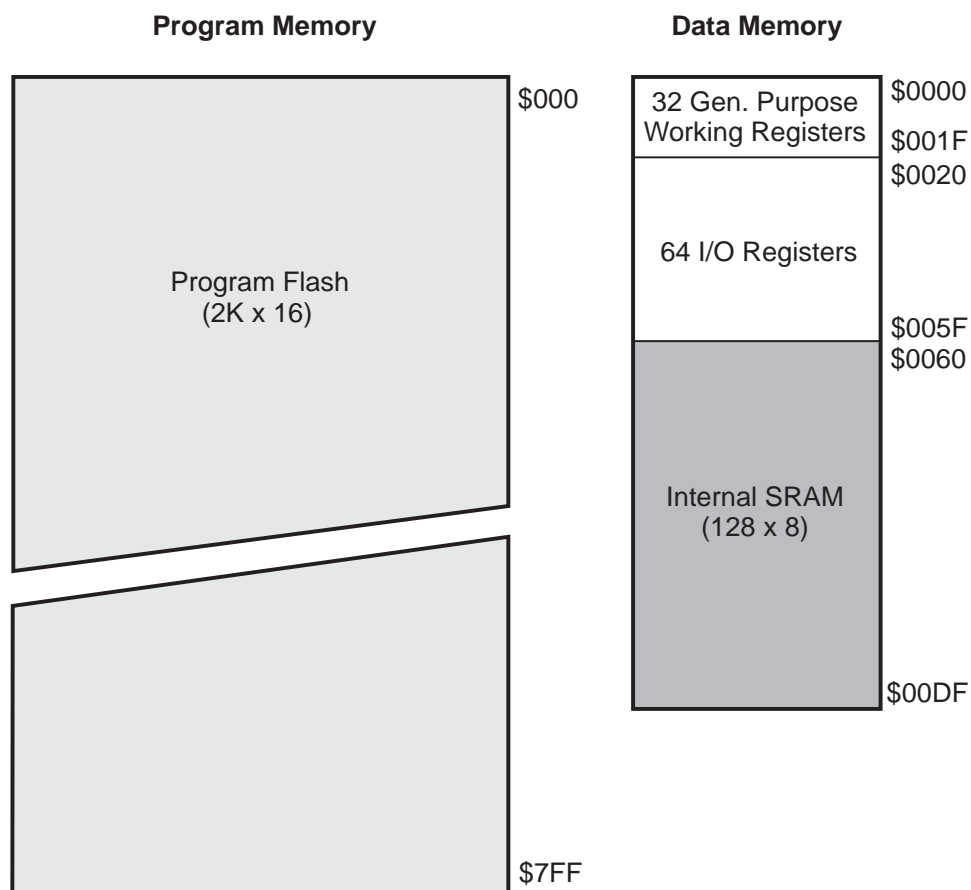 Program Memory
$000
Program Flash
(2K x 16)
$7FF
Data Memory
32 Gen. Purpose
Working Registers
$0000
$001F
$0020
64 I/O Registers
$005F
$0060
Internal SRAM
(128 x 8)
$00DF